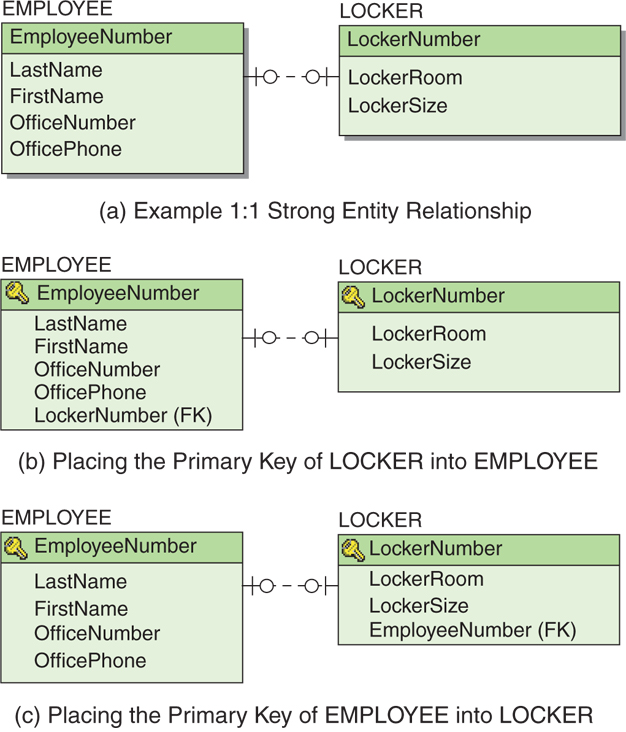 EMPLOYEE
EmployeeNumber
LastName
FirstName
OfficeNumber
OfficePhone
LOCKER
LockerNumber
LockerRoom
LockerSize
(a) Example 1:1 Strong Entity Relationship
EMPLOYEE
EmployeeNumber
LastName
FirstName
OfficeNumber
OfficePhone
LockerNumber (FK)
LOCKER
LockerNumber
LockerRoom
LockerSize
(b) Placing the Primary Key of LOCKER into EMPLOYEE
EMPLOYEE
EmployeeNumber
LastName
FirstName
OfficeNumber
OfficePhone
LOCKER
LockerNumber
LockerRoom
LockerSize
EmployeeNumber (FK)
(c) Placing the Primary Key of EMPLOYEE into LOCKER